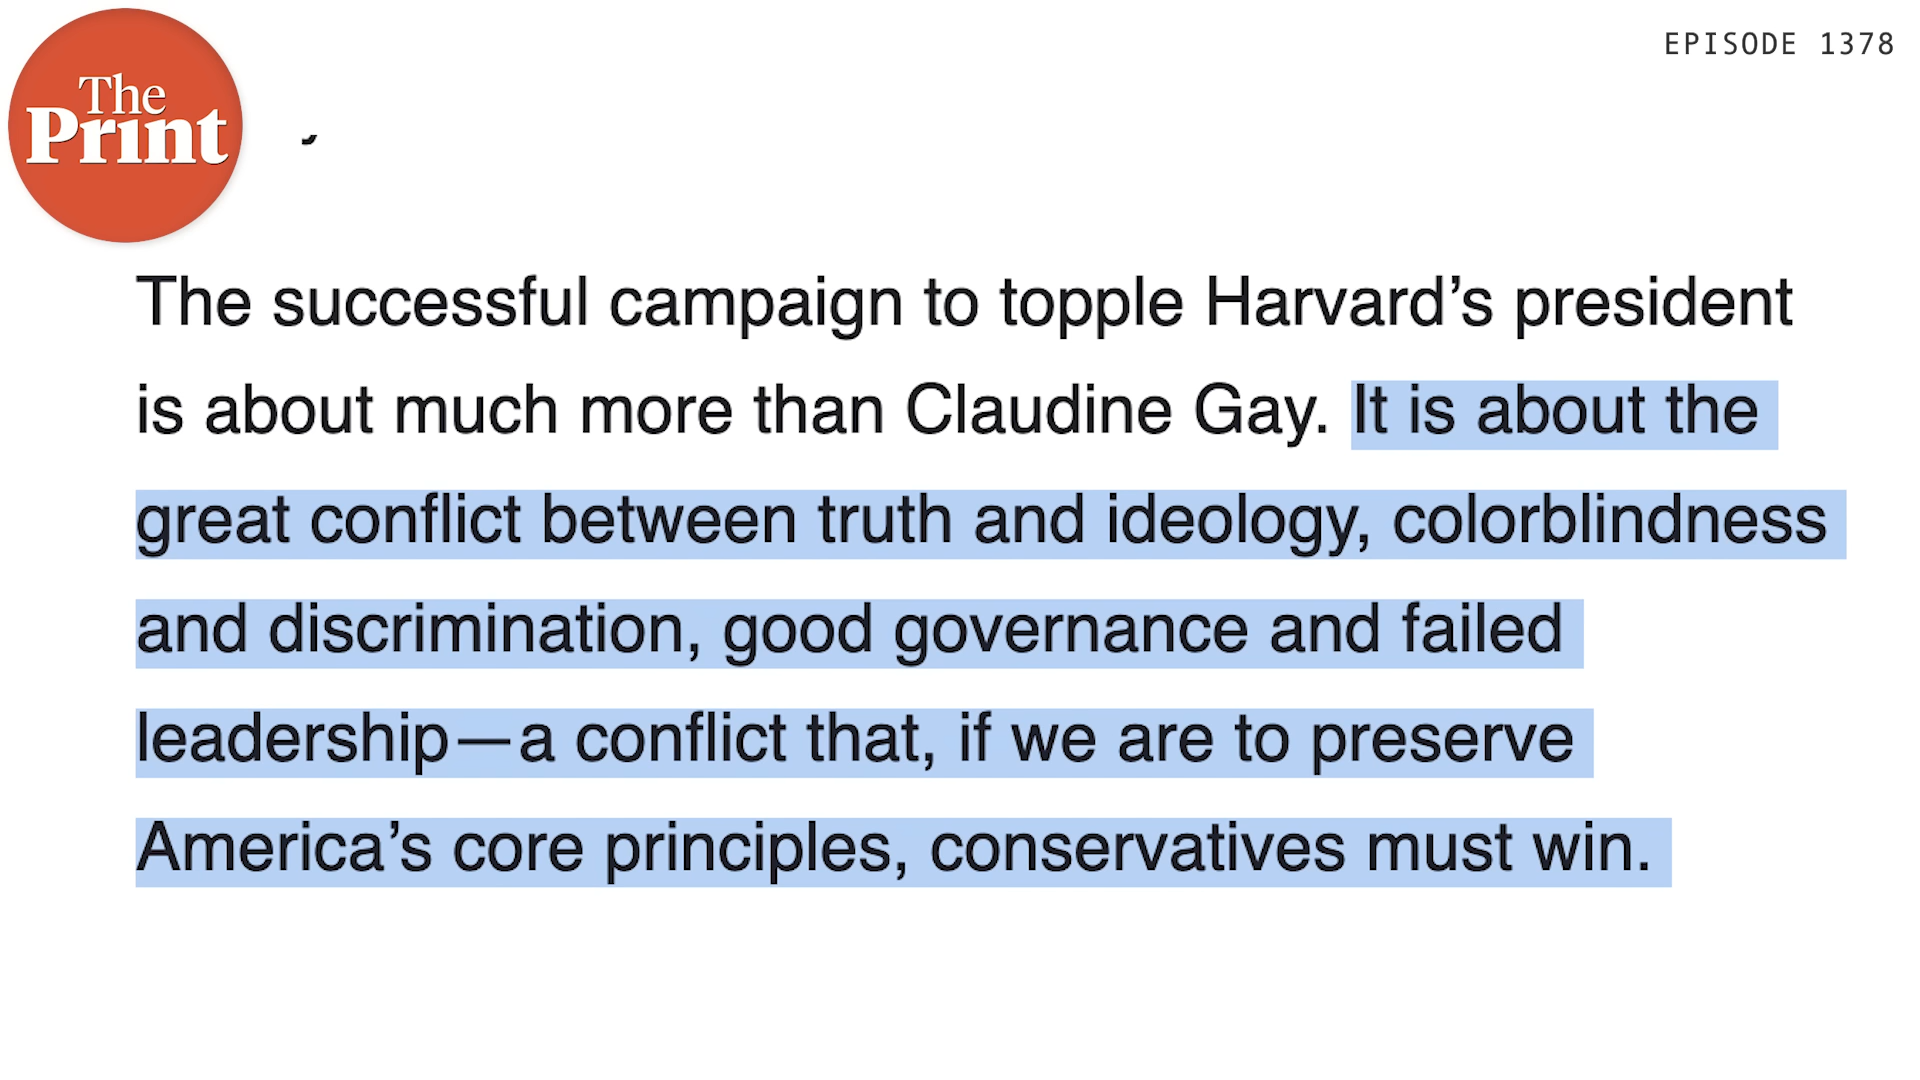 The
Print
EPISODE 1378
The successful campaign to topple Harvard’s president
is about much more than Claudine Gay. It is about the
great conflict between truth and ideology, colorblindness
and discrimination, good governance and failed
leadership—a conflict that, if we are to preserve
America’s core principles, conservatives must win.